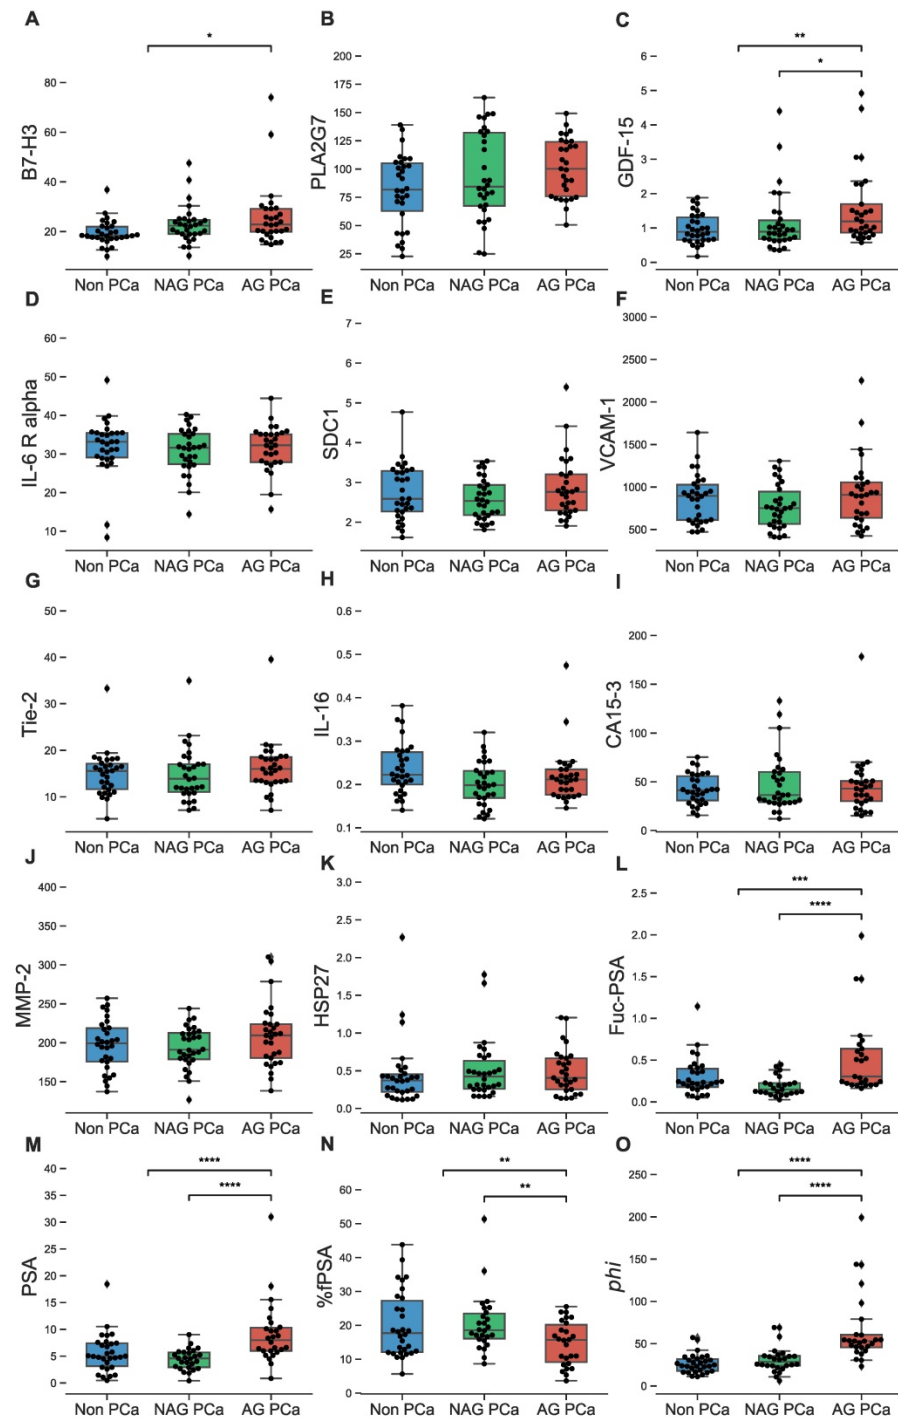 A
B
C
*
**
*
B7-H3
80
60
40
20
Non PCa NAG PCa AG PCa
PLA2G7
200
175
150
125
100
75
50
25
Non PCa NAG PCa AG PCa
GDF-15
6
5
4
3
2
1
0
Non PCa NAG PCa AG PCa
D
E
F
IL-6 R alpha
60
50
40
30
20
10
Non PCa NAG PCa AG PCa
SDC1
7
6
5
4
3
2
Non PCa NAG PCa AG PCa
VCAM-1
3000
2500
2000
1500
1000
500
Non PCa NAG PCa AG PCa
G
H
I
Tie-2
50
40
30
20
10
Non PCa NAG PCa AG PCa
IL-16
0.6
0.5
0.4
0.3
0.2
0.1
Non PCa NAG PCa AG PCa
CA15-3
200
150
100
50
0
Non PCa NAG PCa AG PCa
J
K
L
MMP-2
400
350
300
250
200
150
Non PCa NAG PCa AG PCa
HSP27
3.0
2.5
2.0
1.5
1.0
0.5
0.0
Non PCa NAG PCa AG PCa
***
****
Fuc-PSA
2.5
2.0
1.5
1.0
0.5
0.0
Non PCa NAG PCa AG PCa
M
N
O
****
****
PSA
40
35
30
25
20
15
10
5
0
Non PCa NAG PCa AG PCa
**
**
%fPSA
60
50
40
30
20
10
0
Non PCa NAG PCa AG PCa
****
****
phi
250
200
150
100
50
0
Non PCa NAG PCa AG PCa